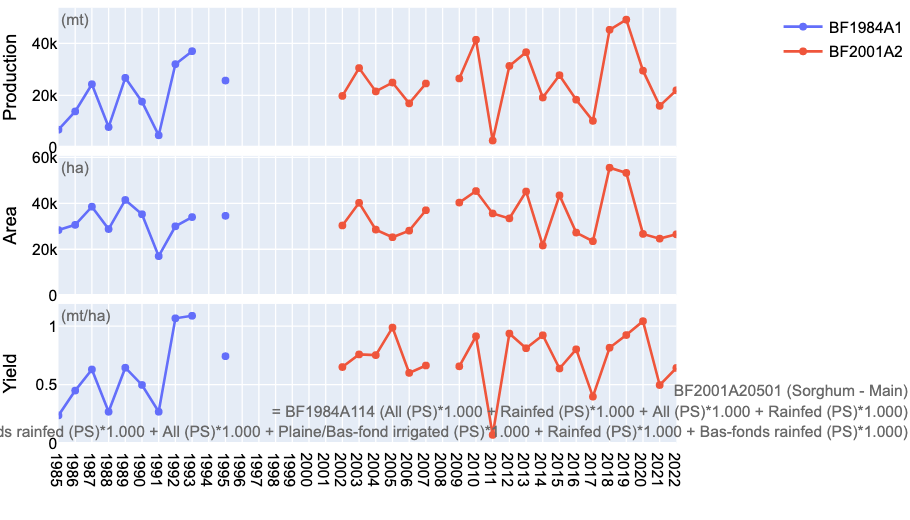 (mt)
Production
40k
20k
0
BF1984A1
BF2001A2
(ha)
Area
60k
40k
20k
0
(mt/ha)
Yield
1
0.5
0
BF2001A20501 (Sorghum - Main)
= BF1984A114 (All (PS)*1.000 + Rainfed (PS)*1.000 + All (PS)*1.000 + Rainfed (PS)*1.000)
ds rainfed (PS)*1.000 + All (PS)*1.000 + Plaine/Bas-fond irrigated (PS)*1.000 + Rainfed (PS)*1.000 + Bas-fonds rainfed (PS)*1.000)
1985
1986
1987
1988
1989
1990
1991
1992
1993
1994
1995
1996
1997
1998
1999
2000
2001
2002
2003
2004
2005
2006
2007
2008
2009
2010
2011
2012
2013
2014
2015
2016
2017
2018
2019
2020
2021
2022